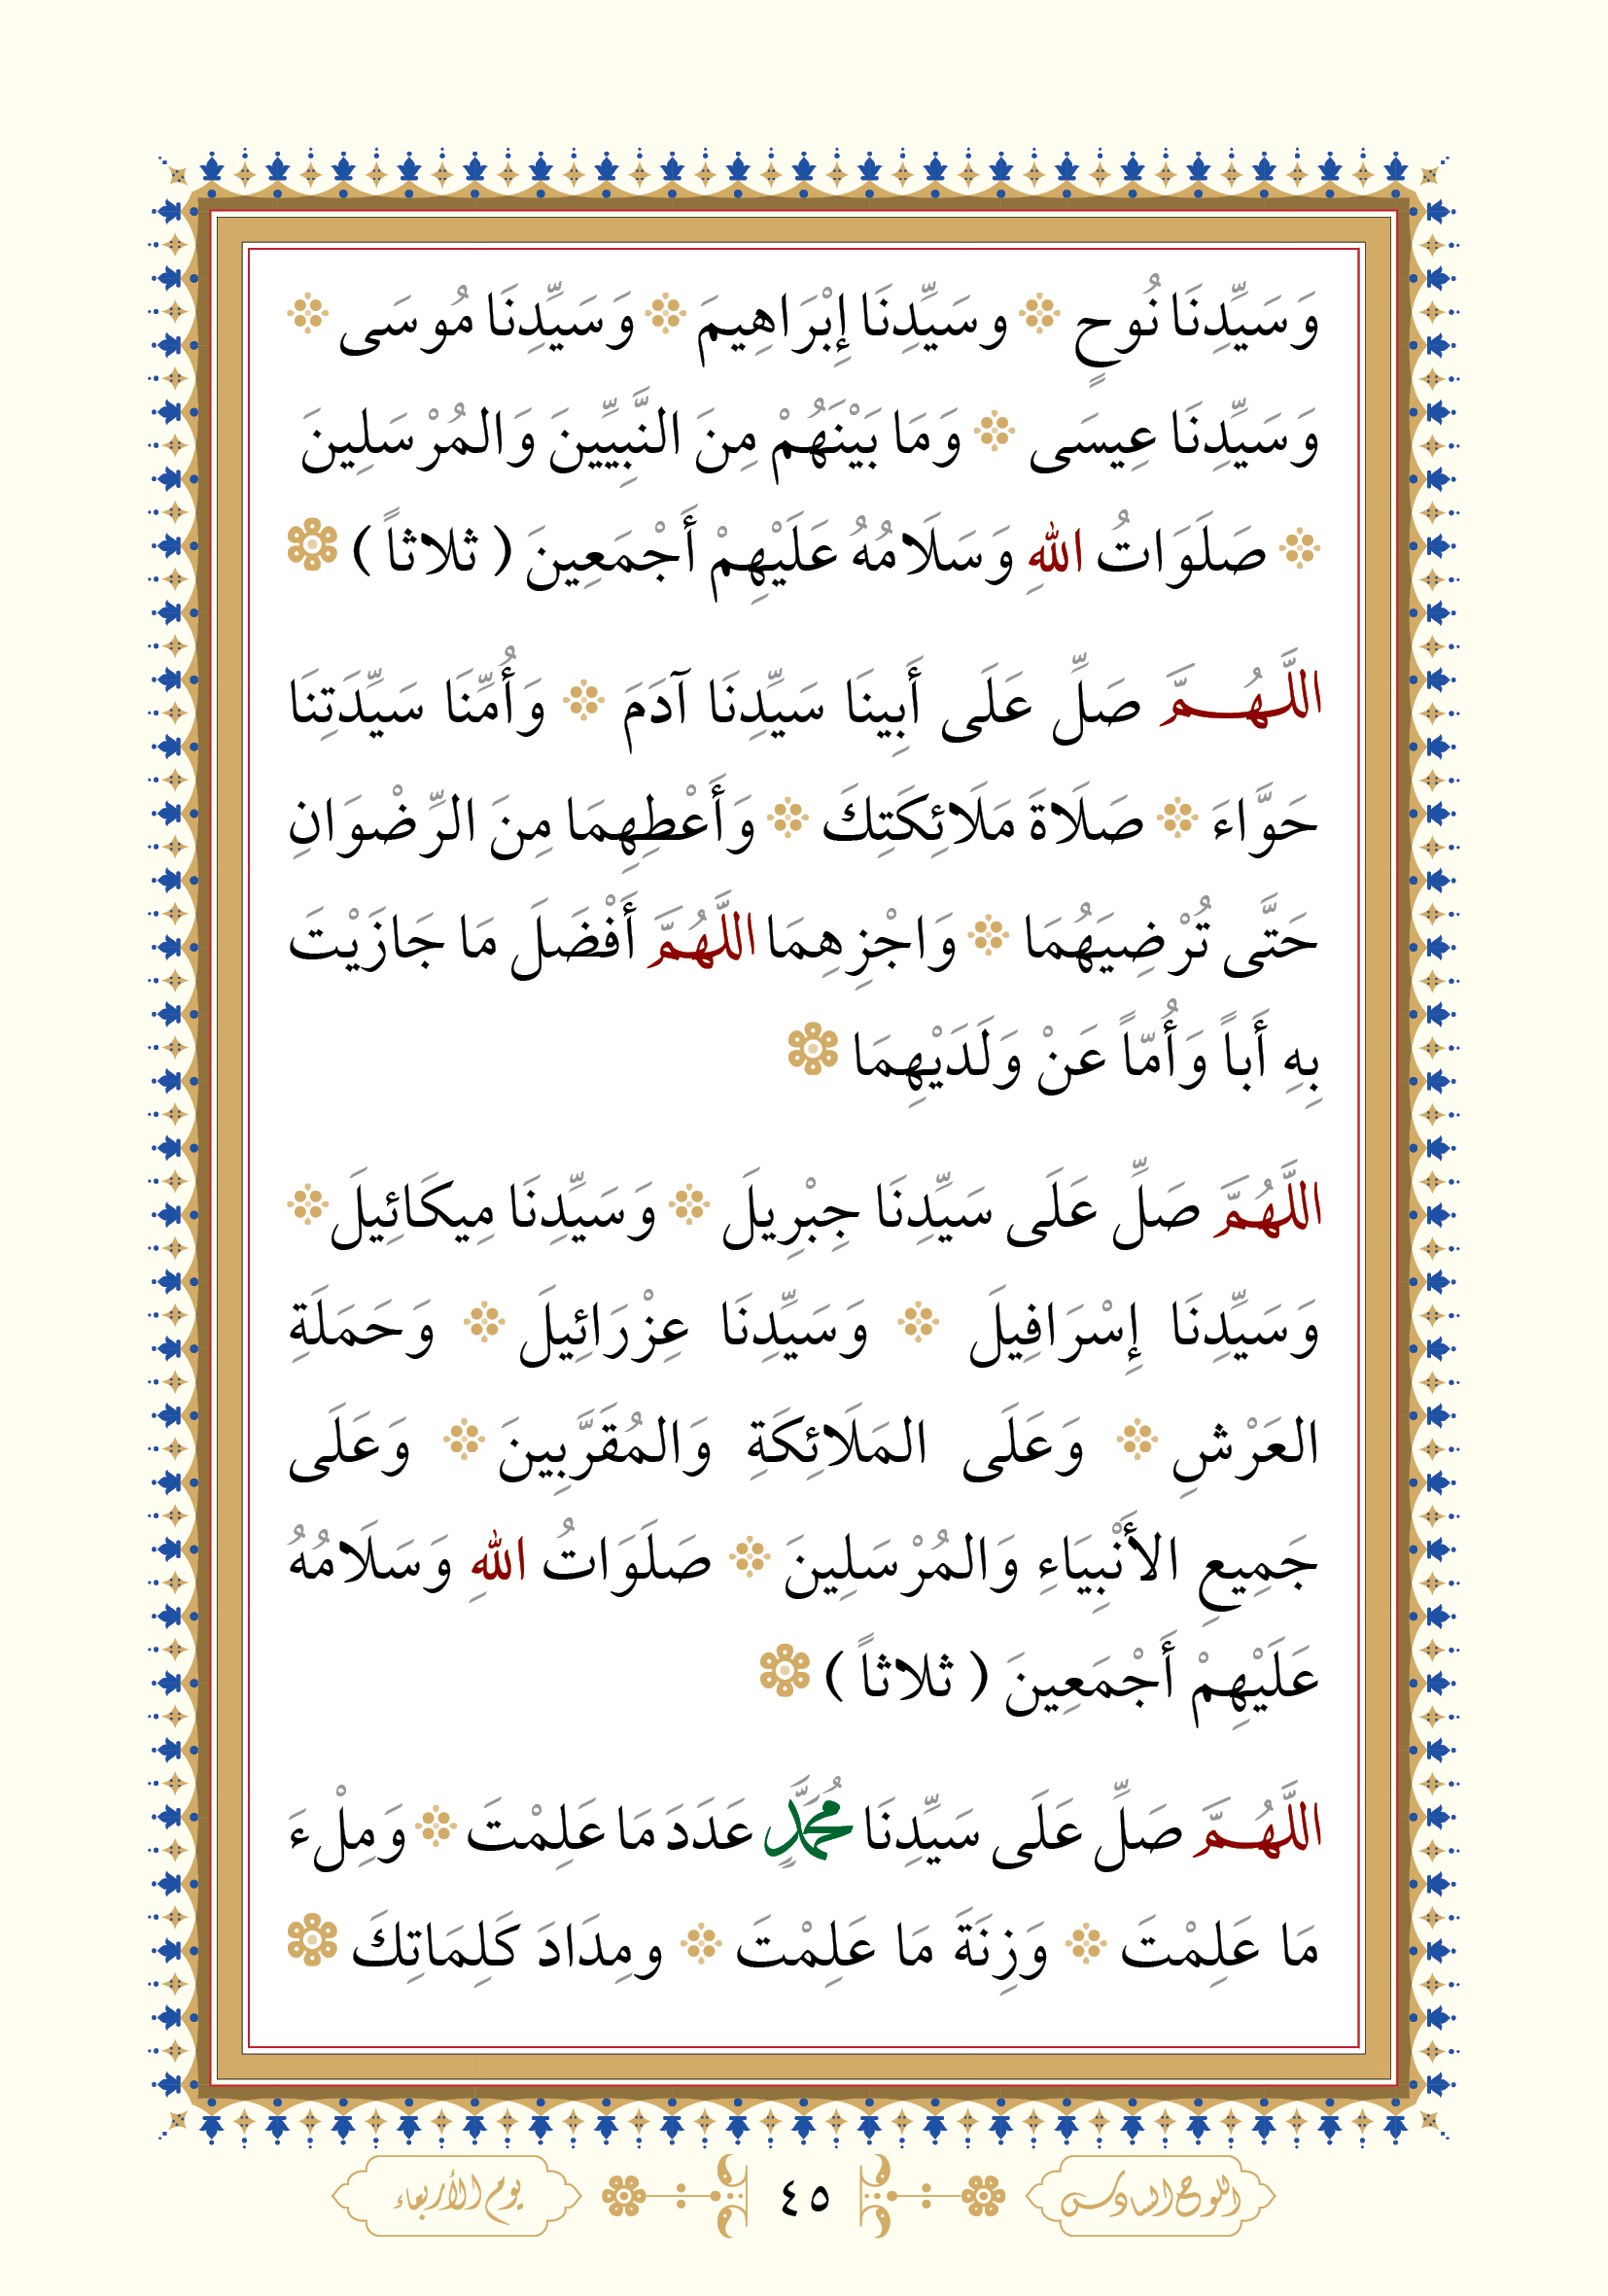 وَسَيِّدِنَا نُوحٍ وسَيِّدِنَا إِبْرَاهِيمَ وَسَيِّدِنَا مُوسَى
وَسَيِّدِنَا عِيسَى وَمَا بَيْنَهُمْ مِنَ النَّبِيِّينَ وَالمُرْسَلِينَ
صَلَوَاتُ اللهِ وَسَلَامُهُ عَلَيْهِمْ أَجْمَعِينَ ( ثلاثاً )
اللَّهُمَّ صَلِّ عَلَى أَبِينَا سَيِّدِنَا آدَمَ وَأُمِّنَا سَيِّدَتِنَا
حَوَّاءَ صَلَاةَ مَلَائِكَتِكَ وَأَعْطِهِمَا مِنَ الرِّضْوَانِ
حَتَّى تُرْضِيَهُمَا وَاجْزِهِمَا اللَّهُمَّ أَفْضَلَ مَا جَازَيْتَ
بِهِ أَباً وَأُمّاً عَنْ وَلَدَيْهِمَا
اللَّهُمَّ صَلِّ عَلَى سَيِّدِنَا جِبْرِيلَ وَسَيِّدِنَا مِيكَائِيلَ
وَسَيِّدِنَا إِسْرَافِيلَ وَسَيِّدِنَا عِزْرَائِيلَ وَحَمَلَةِ
العَرْشِ وَعَلَى المَلَائِكَةِ وَالمُقَرَّبِينَ وَعَلَى
جَمِيعِ الأَنْبِيَاءِ وَالمُرْسَلِينَ صَلَوَاتُ اللهِ وَسَلَامُهُ
عَلَيْهِمْ أَجْمَعِينَ ( ثلاثاً )
اللَّهُمَّ صَلِّ عَلَى سَيِّدِنَا مُحَمَّدٍ عَدَدَ مَا عَلِمْتَ وَمِلْءَ
مَا عَلِمْتَ وَزِنَةَ مَا عَلِمْتَ ومِدَادَ كَلِمَاتِكَ
اللوح السادس ٤٥ يوم الأربعاء